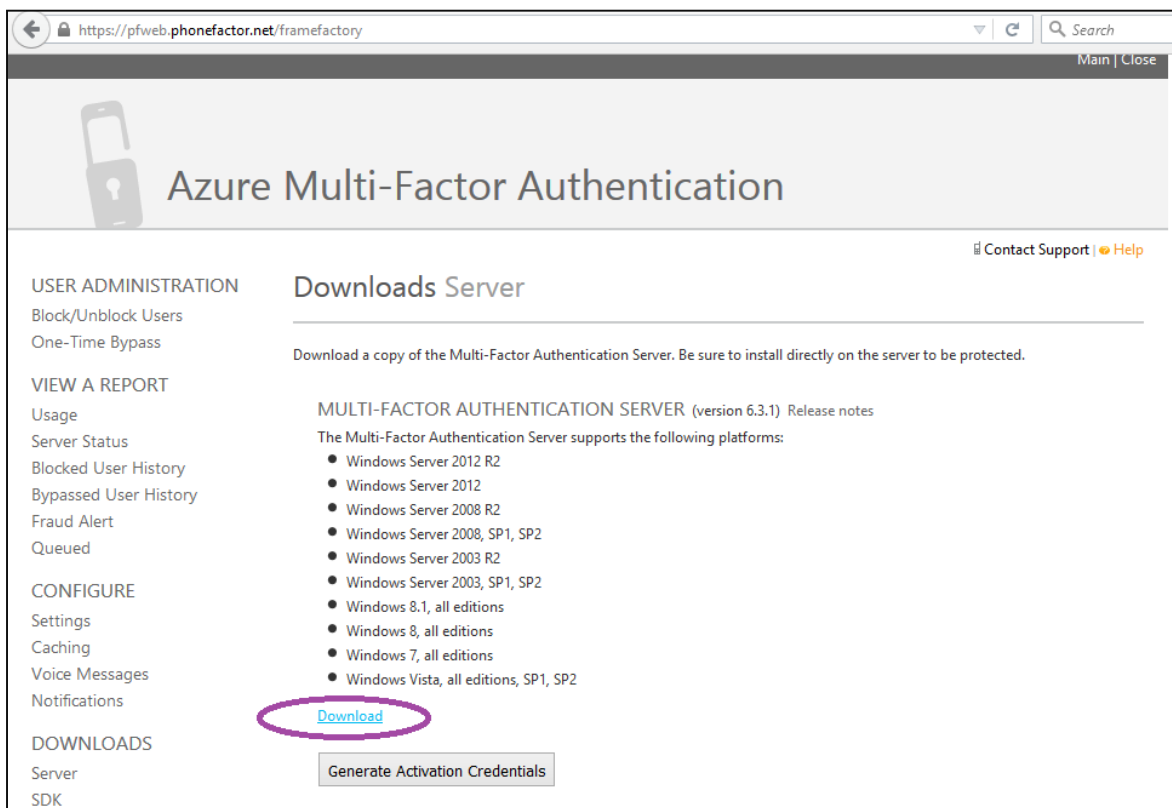 https://pfweb.phonefactor.net/framefactory
Search
Main | Close
Azure Multi-Factor Authentication
Contact Support | Help
USER ADMINISTRATION
Block/Unblock Users
One-Time Bypass
VIEW A REPORT
Usage
Server Status
Blocked User History
Bypassed User History
Fraud Alert
Queued
CONFIGURE
Settings
Caching
Voice Messages
Notifications
DOWNLOADS
Server
SDK
Downloads Server
Download a copy of the Multi-Factor Authentication Server. Be sure to install directly on the server to be protected.
MULTI-FACTOR AUTHENTICATION SERVER (version 6.3.1) Release notes
The Multi-Factor Authentication Server supports the following platforms:
Windows Server 2012 R2
Windows Server 2012
Windows Server 2008 R2
Windows Server 2008, SP1, SP2
Windows Server 2003 R2
Windows Server 2003, SP1, SP2
Windows 8.1, all editions
Windows 8, all editions
Windows 7, all editions
Windows Vista, all editions, SP1, SP2
Download
Generate Activation Credentials